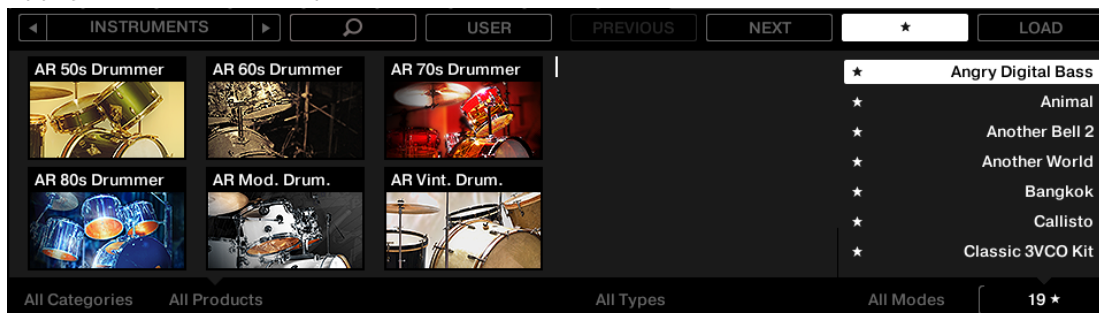 INSTRUMENTS USER PREVIOUS NEXT ★ LOAD
AR 50s Drummer AR 60s Drummer AR 70s Drummer
AR 80s Drummer AR Mod. Drum. AR Vint. Drum.
★ Angry Digital Bass
★ Animal
★ Another Bell 2
★ Another World
★ Bangkok
★ Callisto
★ Classic 3VCO Kit
All Categories All Products All Types All Modes 19 ★